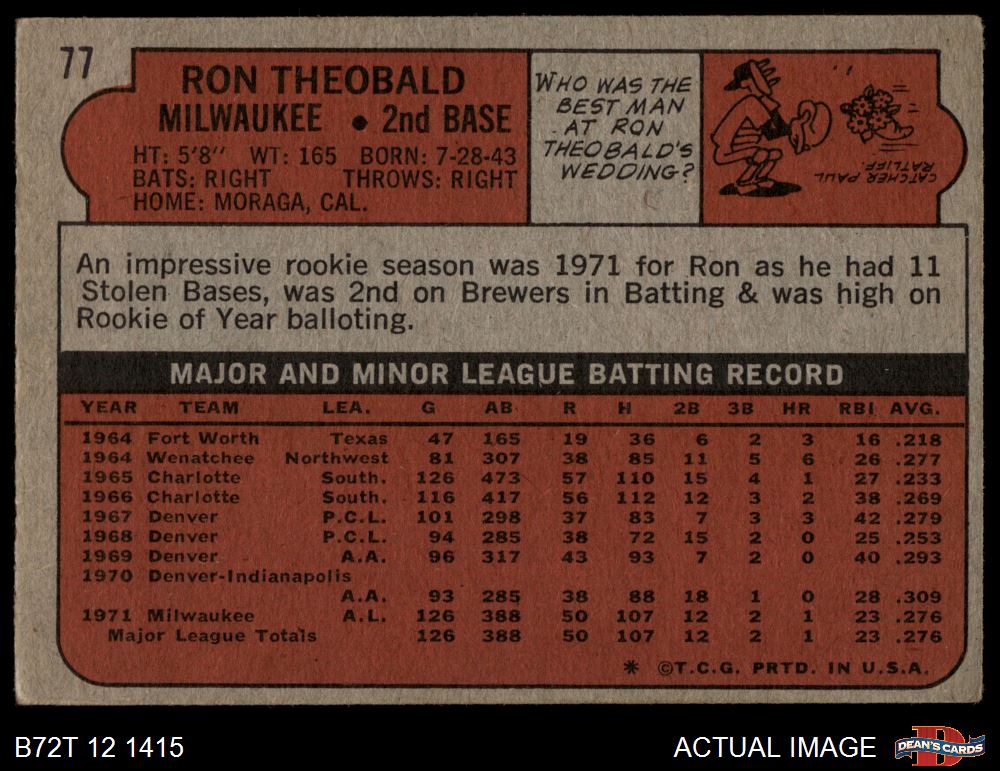 77
RON THEOBALD
MILWAUKEE • 2nd BASE
HT: 5'8" WT: 165 BORN: 7-28-43
BATS: RIGHT THROWS: RIGHT
HOME: MORAGA, CAL.
WHO WAS THE
BEST MAN
AT RON
THEOBALD'S
WEDDING?
CATCHER PAUL
RATLIFF.
An impressive rookie season was 1971 for Ron as he had 11
Stolen Bases, was 2nd on Brewers in Batting & was high on
Rookie of Year balloting.
MAJOR AND MINOR LEAGUE BATTING RECORD
YEAR TEAM LEA. G AB R H 2B 3B HR RBI AVG.
1964 Fort Worth Texas 47 165 19 36 6 2 3 16 .218
1964 Wenatchee Northwest 81 307 38 85 11 5 6 26 .277
1965 Charlotte South. 126 473 57 110 15 4 1 27 .233
1966 Charlotte South. 116 417 56 112 12 3 2 38 .269
1967 Denver P.C.L. 101 298 37 83 7 3 3 42 .279
1968 Denver P.C.L. 94 285 38 72 15 2 0 25 .253
1969 Denver A.A. 96 317 43 93 7 2 0 40 .293
1970 Denver-Indianapolis
A.A. 93 285 38 88 18 1 0 28 .309
1971 Milwaukee A.L. 126 388 50 107 12 2 1 23 .276
Major League Totals 126 388 50 107 12 2 1 23 .276
* ©T.C.G. PRTD. IN U.S.A.
B72T 12 1415
ACTUAL IMAGE
DEAN'S CARDS